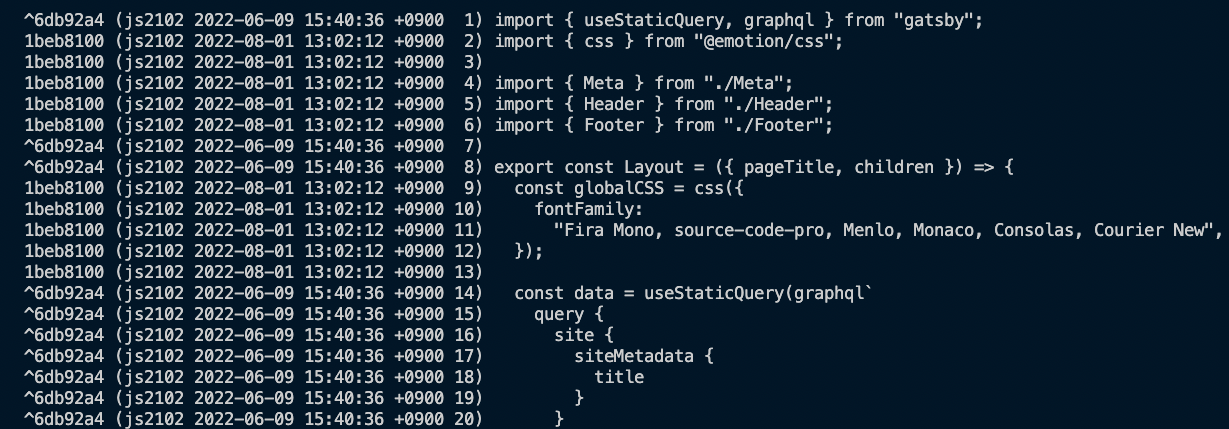 ^6db92a4 (js2102 2022-06-09 15:40:36 +0900  1) import { useStaticQuery, graphql } from "gatsby";
1beb8100 (js2102 2022-08-01 13:02:12 +0900  2) import { css } from "@emotion/css";
1beb8100 (js2102 2022-08-01 13:02:12 +0900  3)
1beb8100 (js2102 2022-08-01 13:02:12 +0900  4) import { Meta } from "./Meta";
1beb8100 (js2102 2022-08-01 13:02:12 +0900  5) import { Header } from "./Header";
1beb8100 (js2102 2022-08-01 13:02:12 +0900  6) import { Footer } from "./Footer";
^6db92a4 (js2102 2022-06-09 15:40:36 +0900  7)
^6db92a4 (js2102 2022-06-09 15:40:36 +0900  8) export const Layout = ({ pageTitle, children }) => {
1beb8100 (js2102 2022-08-01 13:02:12 +0900  9)   const globalCSS = css({
1beb8100 (js2102 2022-08-01 13:02:12 +0900 10)     fontFamily:
1beb8100 (js2102 2022-08-01 13:02:12 +0900 11)       "Fira Mono, source-code-pro, Menlo, Monaco, Consolas, Courier New",
1beb8100 (js2102 2022-08-01 13:02:12 +0900 12)   });
1beb8100 (js2102 2022-08-01 13:02:12 +0900 13)
^6db92a4 (js2102 2022-06-09 15:40:36 +0900 14)   const data = useStaticQuery(graphql`
^6db92a4 (js2102 2022-06-09 15:40:36 +0900 15)     query {
^6db92a4 (js2102 2022-06-09 15:40:36 +0900 16)       site {
^6db92a4 (js2102 2022-06-09 15:40:36 +0900 17)         siteMetadata {
^6db92a4 (js2102 2022-06-09 15:40:36 +0900 18)           title
^6db92a4 (js2102 2022-06-09 15:40:36 +0900 19)         }
^6db92a4 (js2102 2022-06-09 15:40:36 +0900 20)       }